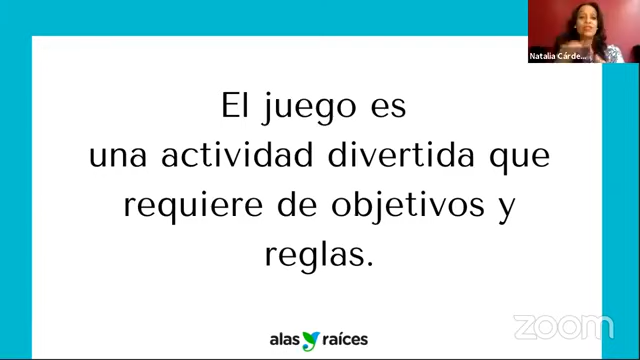 Natalia Cárde...
El juego es
una actividad divertida que
requiere de objetivos y
reglas.
alas raíces
zoom